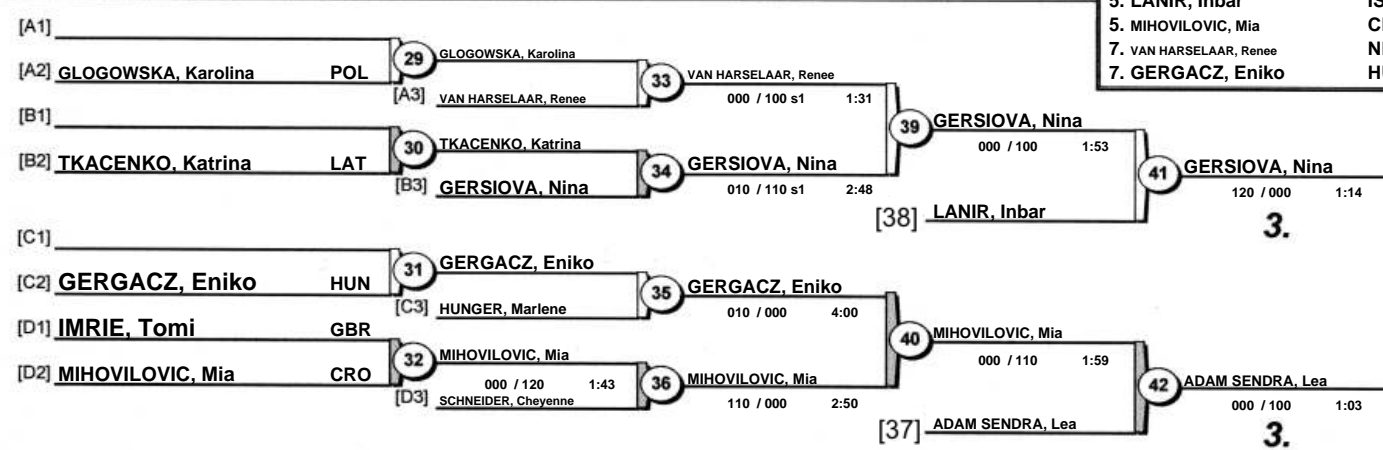 5. LANIR, Inbar IS
5. MIHOVILOVIC, Mia
7. VAN HARSELAAR, Renee
7. GERGACZ, Eniko
[A1]
[A2] GLOGOWSKA, Karolina POL
29
GLOGOWSKA, Karolina
[A3] VAN HARSELAAR, Renee
33
VAN HARSELAAR, Renee
000 / 100 s1 1:31
[B1]
[B2] TKACENKO, Katrina LAT
30
TKACENKO, Katrina
[B3] GERSIOVA, Nina
34
GERSIOVA, Nina
010 / 110 s1 2:48
39
GERSIOVA, Nina
000 / 100 1:53
[38] LANIR, Inbar
41
GERSIOVA, Nina
120 / 000 1:14
3.
[C1]
[C2] GERGACZ, Eniko HUN
31
GERGACZ, Eniko
[C3] HUNGER, Marlene
35
GERGACZ, Eniko
010 / 000 4:00
[D1] IMRIE, Tomi GBR
[D2] MIHOVILOVIC, Mia CRO
32
MIHOVILOVIC, Mia
000 / 120 1:43
[D3] SCHNEIDER, Cheyenne
36
MIHOVILOVIC, Mia
110 / 000 2:50
40
MIHOVILOVIC, Mia
000 / 110 1:59
[37] ADAM SENDRA, Lea
42
ADAM SENDRA, Lea
000 / 100 1:03
3.